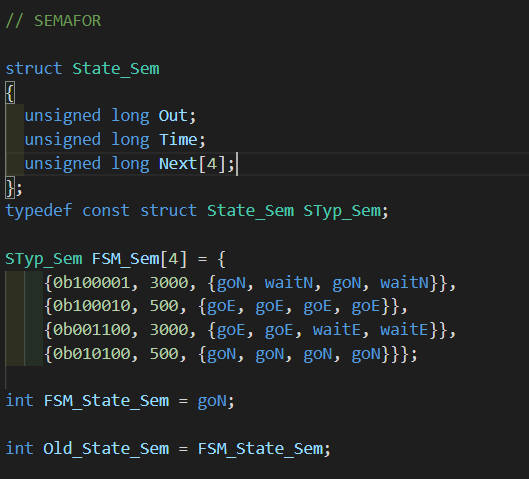 // SEMAFOR
struct State_Sem
{
  unsigned long Out;
  unsigned long Time;
  unsigned long Next[4];
};
typedef const struct State_Sem STyp_Sem;
STyp_Sem FSM_Sem[4] = {
    {0b100001, 3000, {goN, waitN, goN, waitN}},
    {0b100010, 500, {goE, goE, goE, goE}},
    {0b001100, 3000, {goE, goE, waitE, waitE}},
    {0b010100, 500, {goN, goN, goN, goN}}};
int FSM_State_Sem = goN;
int Old_State_Sem = FSM_State_Sem;